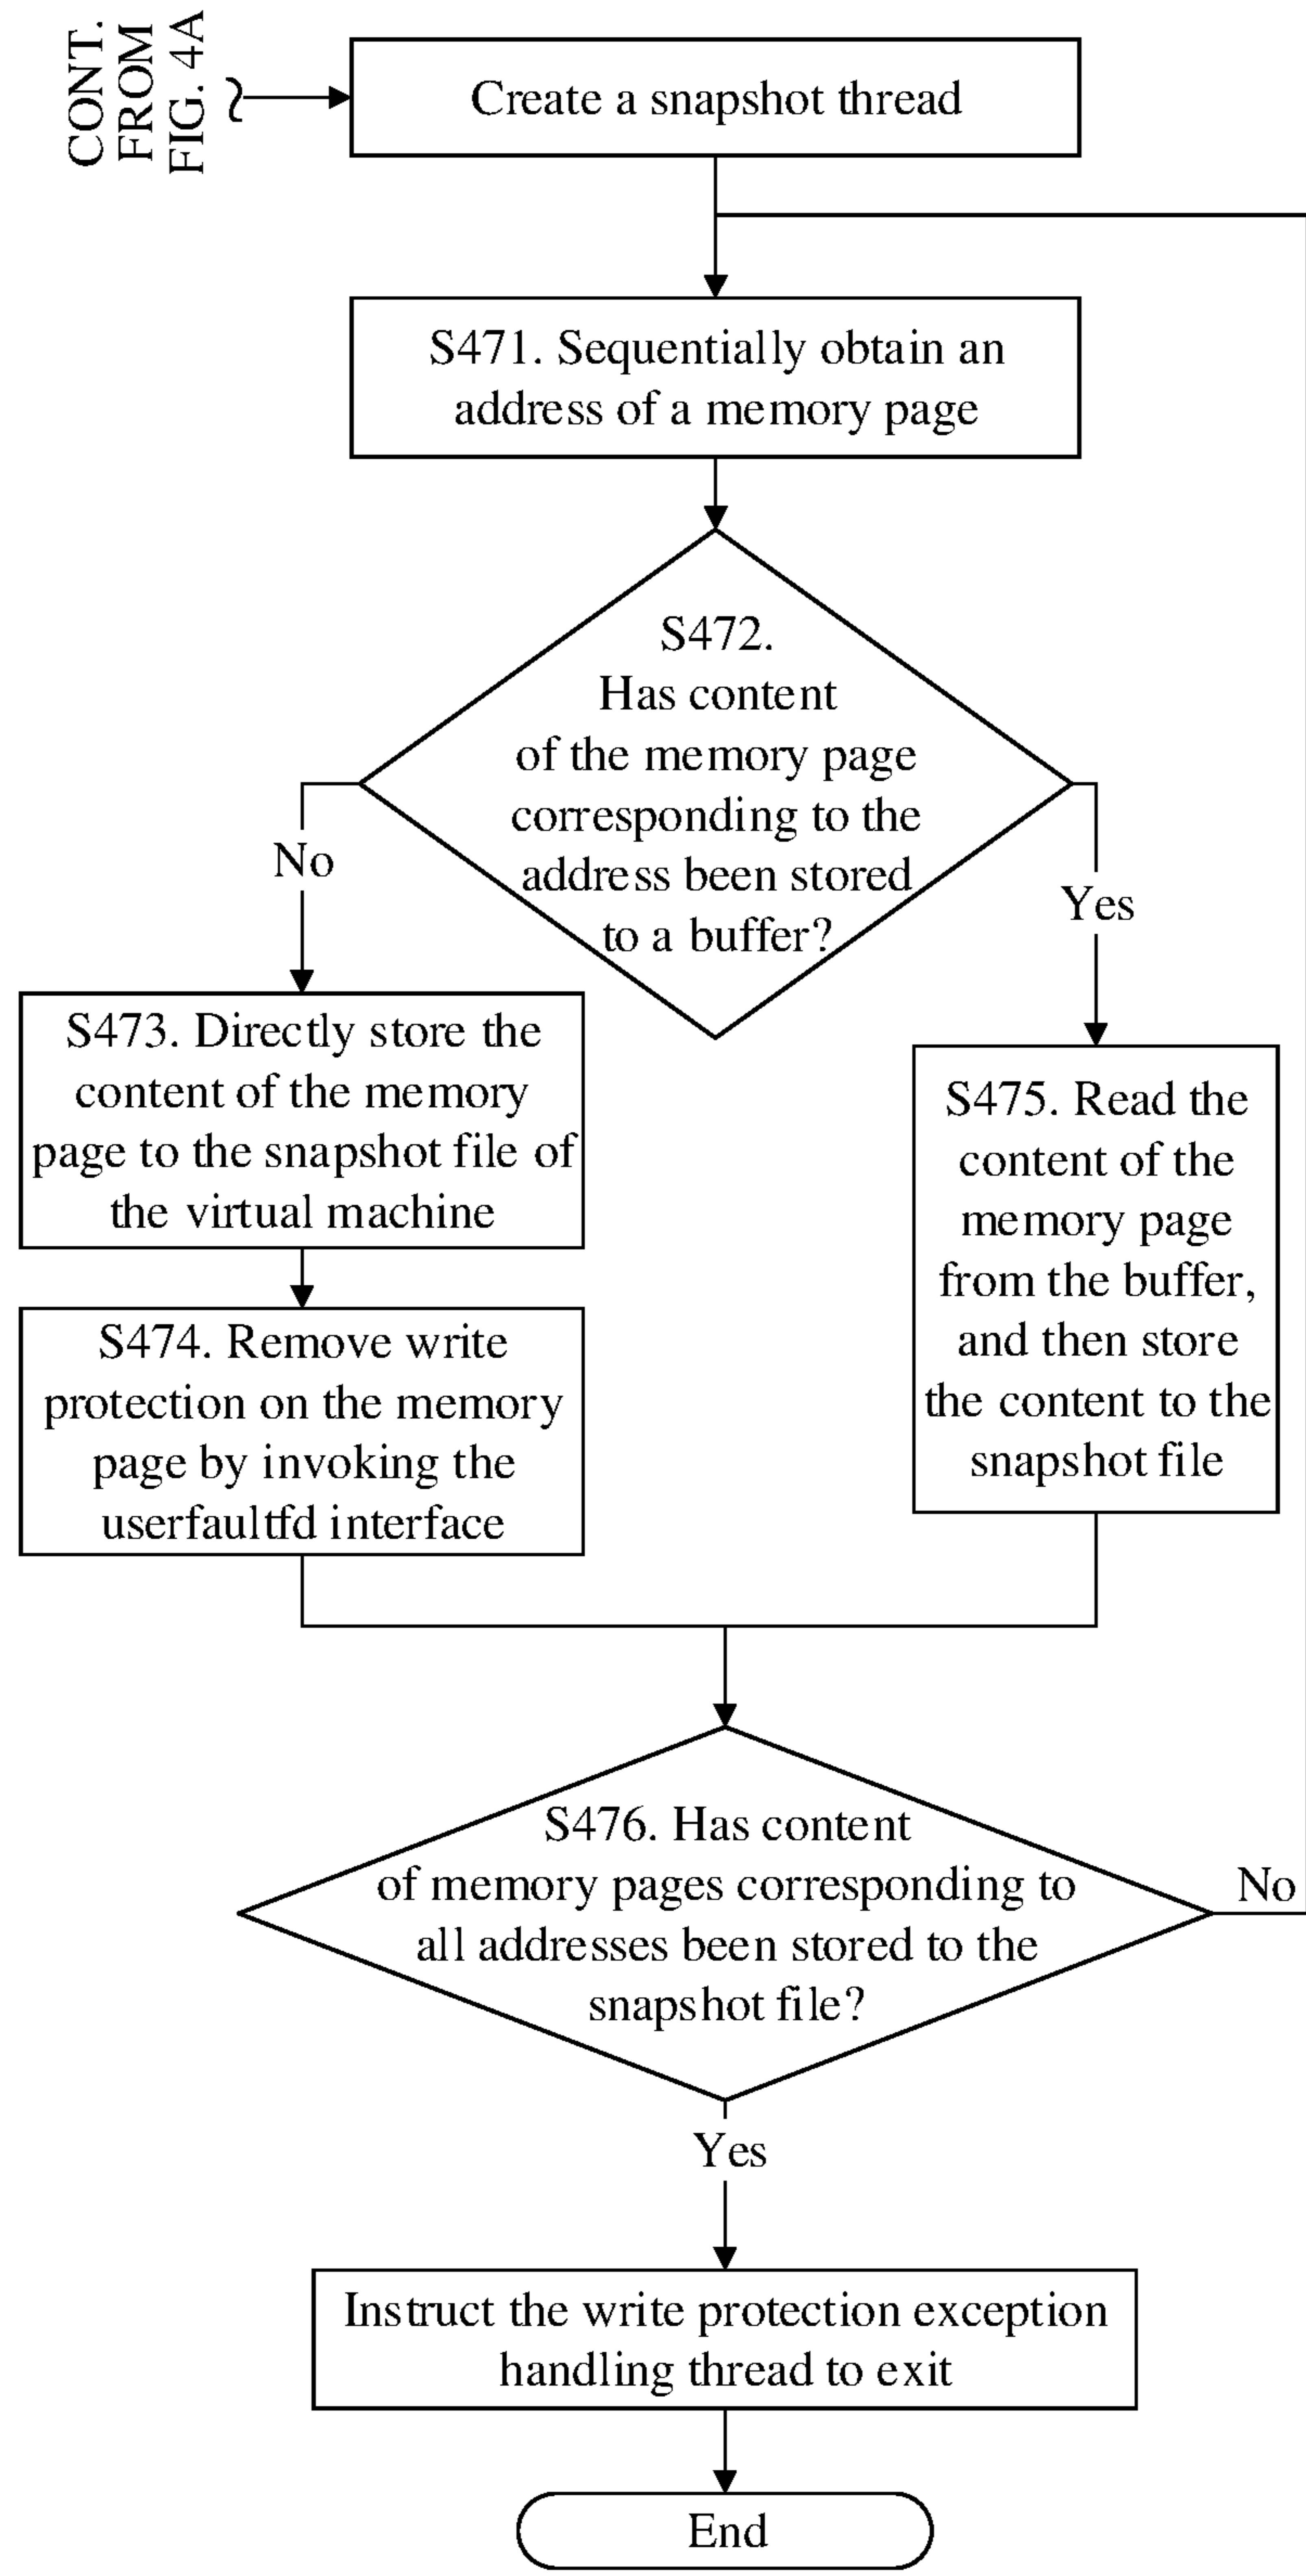 CONT.
FROM
FIG. 4A
Create a snapshot thread
S471. Sequentially obtain an
address of a memory page
S472.
Has content
of the memory page
corresponding to the
address been stored
to a buffer?
No
Yes
S473. Directly store the
content of the memory
page to the snapshot file of
the virtual machine
S474. Remove write
protection on the memory
page by invoking the
userfaultfd interface
S475. Read the
content of the
memory page
from the buffer,
and then store
the content to the
snapshot file
S476. Has content
of memory pages corresponding to
all addresses been stored to the
snapshot file?
No
Yes
Instruct the write protection exception
handling thread to exit
End